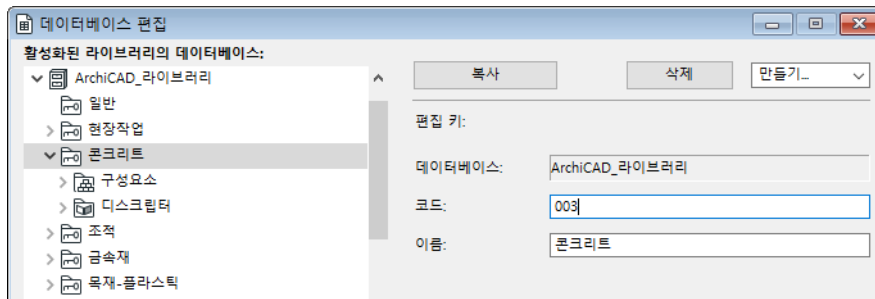 데이터베이스 편집
활성화된 라이브러리의 데이터베이스:
ArchiCAD_라이브러리
일반
현장작업
콘크리트
구성요소
디스크립터
조적
금속재
목재-플라스틱
복사 삭제 만들기...
편집 키:
데이터베이스: ArchiCAD_라이브러리
코드: 003
이름: 콘크리트